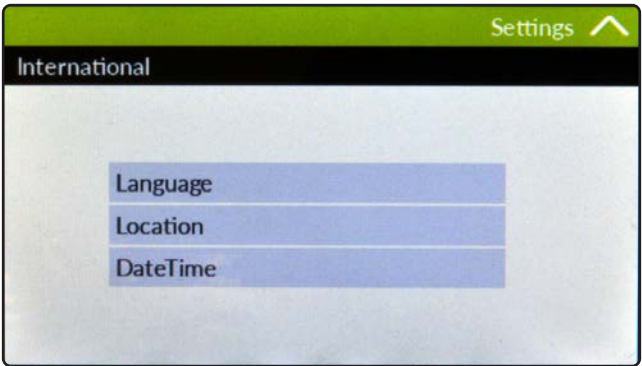 Settings
International
Language
Location
DateTime